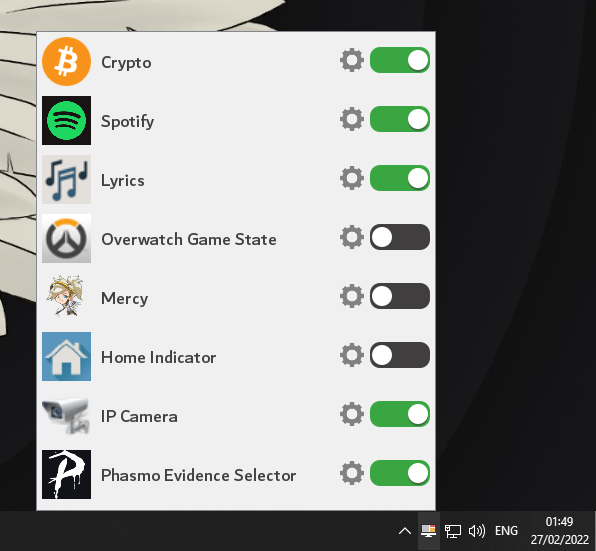 Crypto
Spotify
Lyrics
Overwatch Game State
Mercy
Home Indicator
IP Camera
Phasmo Evidence Selector
ENG
01:49
27/02/2022